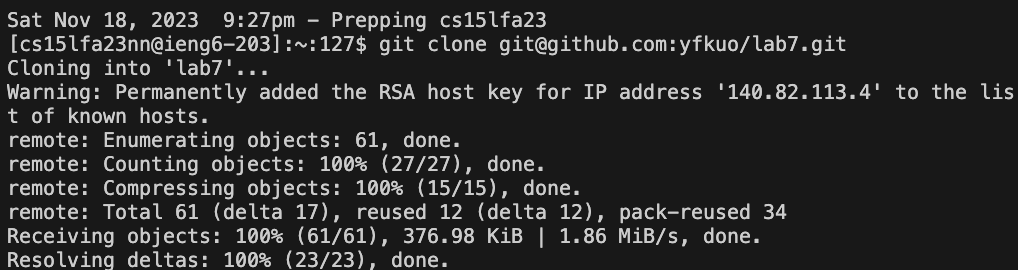 Sat Nov 18, 2023  9:27pm - Prepping cs15lfa23
[cs15lfa23nn@ieng6-203]:~:127$ git clone git@github.com:yfkuo/lab7.git
Cloning into 'lab7'...
Warning: Permanently added the RSA host key for IP address '140.82.113.4' to the lis
t of known hosts.
remote: Enumerating objects: 61, done.
remote: Counting objects: 100% (27/27), done.
remote: Compressing objects: 100% (15/15), done.
remote: Total 61 (delta 17), reused 12 (delta 12), pack-reused 34
Receiving objects: 100% (61/61), 376.98 KiB | 1.86 MiB/s, done.
Resolving deltas: 100% (23/23), done.